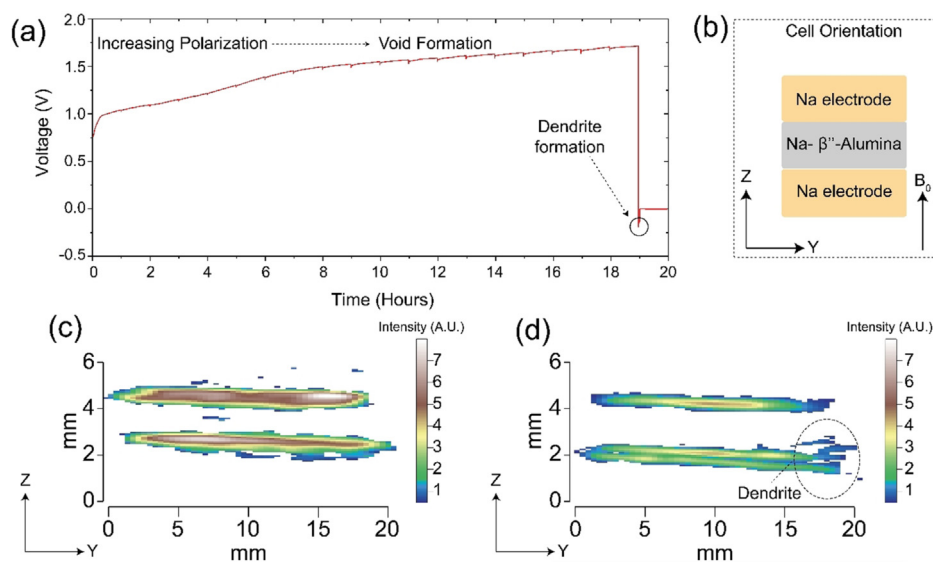 (a)
2.0
1.5
1.0
0.5
0.0
-0.5
Voltage (V)
Increasing Polarization
Void Formation
Dendrite
formation
0 2 4 6 8 10 12 14 16 18 20
Time (Hours)
(b)
Cell Orientation
Na electrode
Na- β’’-Alumina
Na electrode
Z
Y
B₀
(c)
Intensity (A.U.)
7
6
5
4
3
2
1
6
4
2
0
mm
0 5 10 15 20
mm
Z
Y
(d)
Intensity (A.U.)
7
6
5
4
3
2
1
6
4
2
0
mm
Dendrite
0 5 10 15 20
mm
Z
Y